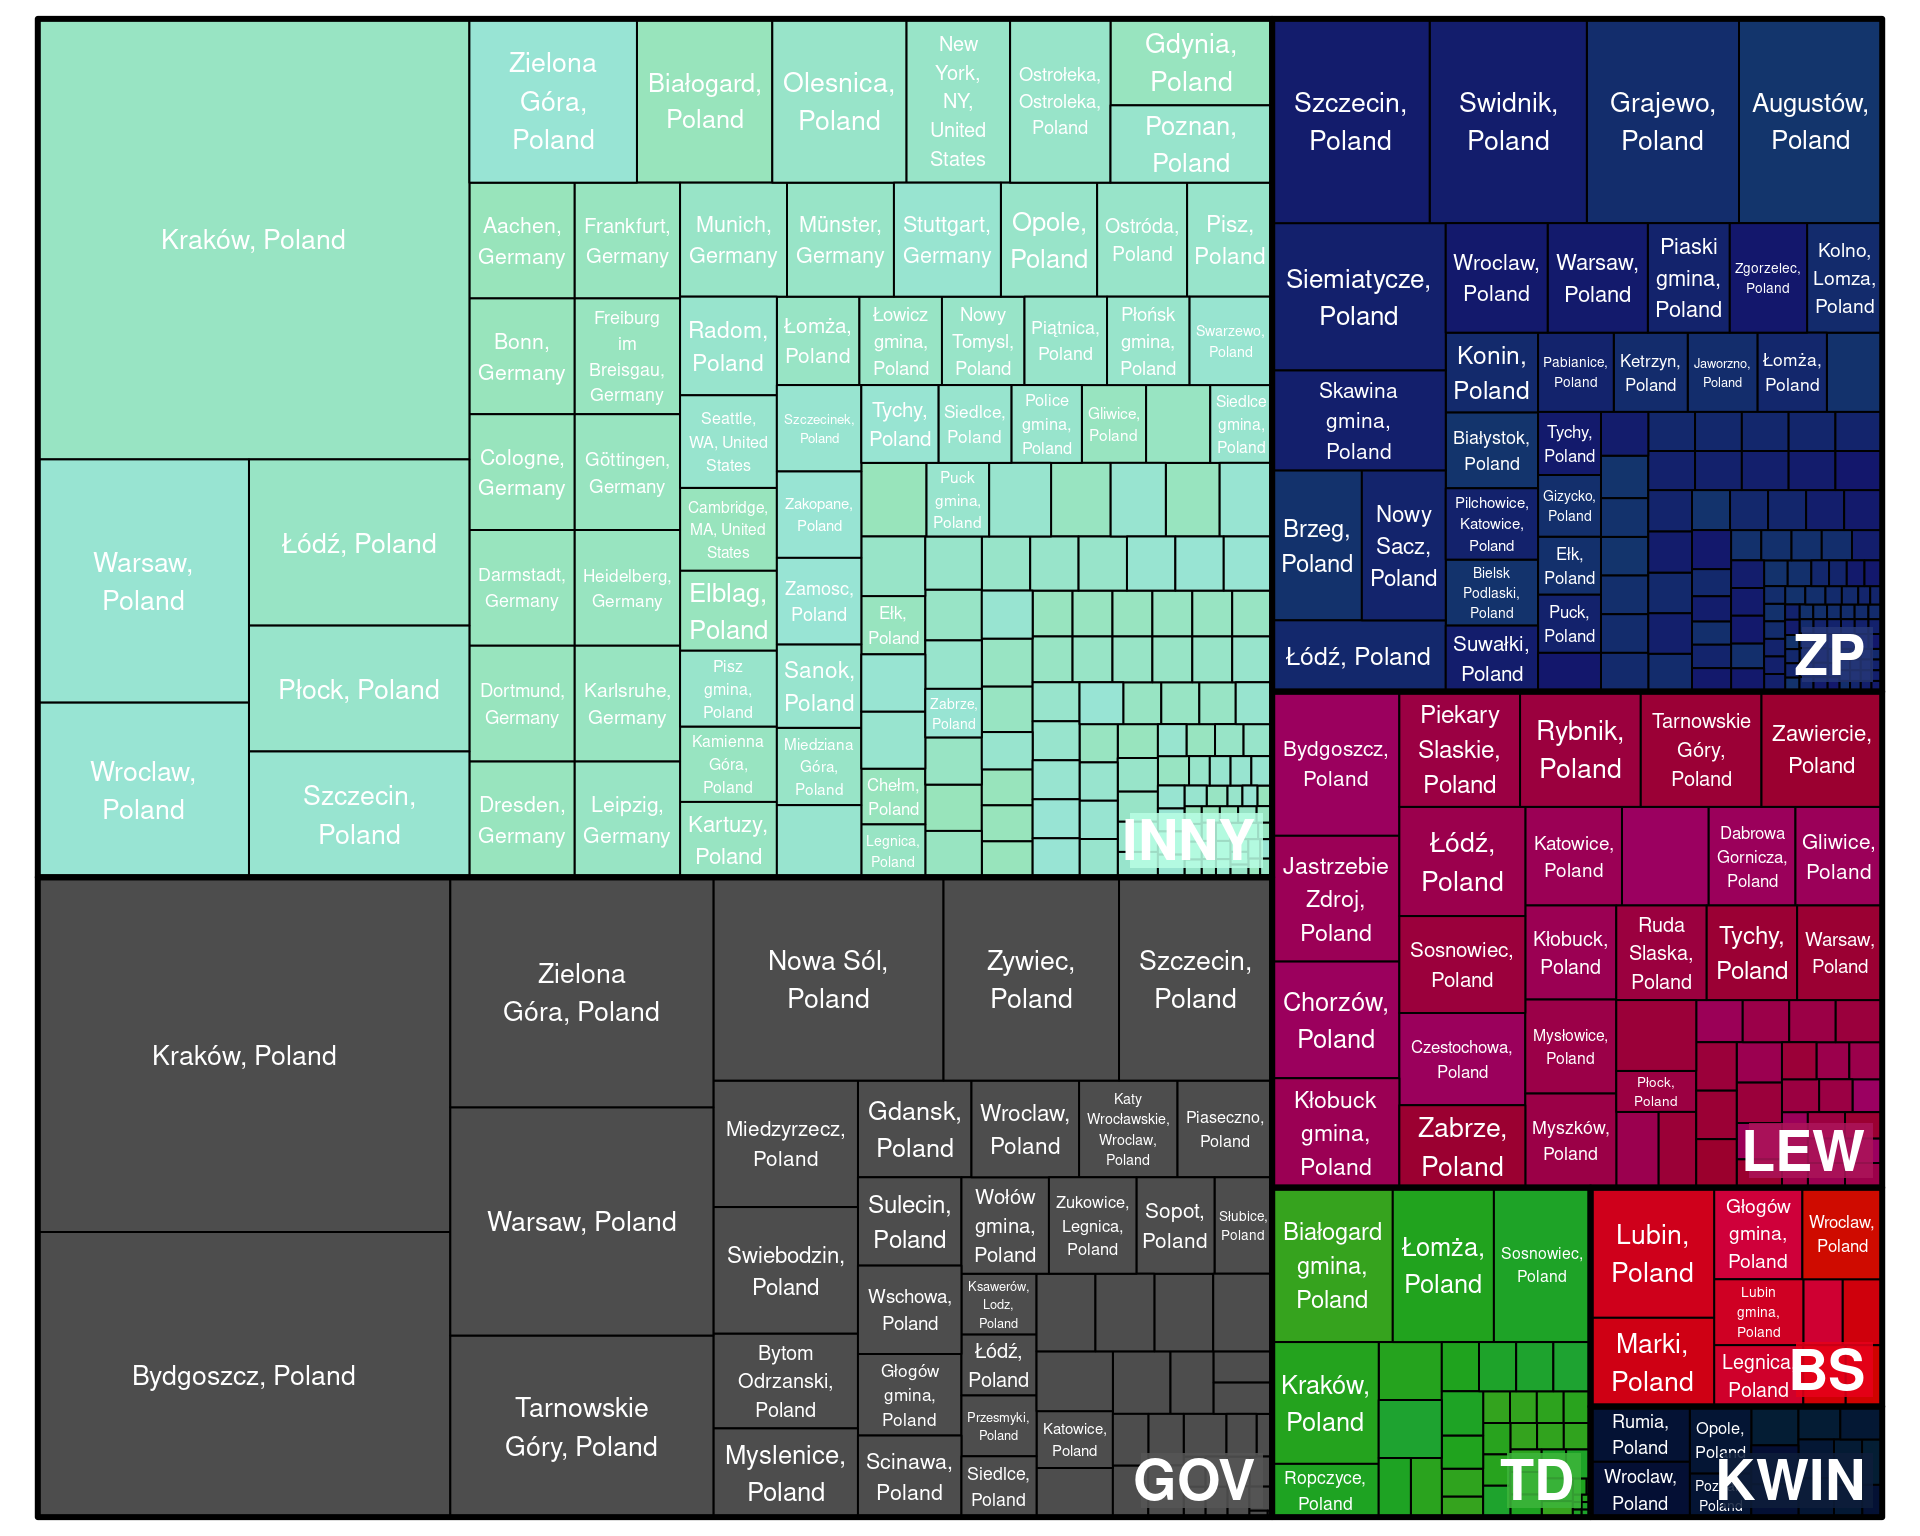 Kraków, Poland
Warsaw,
Poland
Wroclaw,
Poland
Łódź, Poland
Płock, Poland
Szczecin,
Poland
Zielona
Góra,
Poland
Białogard,
Poland
Olesnica,
Poland
New
York,
NY,
United
States
Ostrołeka,
Ostroleka,
Poland
Gdynia,
Poland
Poznan,
Poland
Aachen,
Germany
Frankfurt,
Germany
Bonn,
Germany
Freiburg
im
Breisgau,
Germany
Cologne,
Germany
Göttingen,
Germany
Darmstadt,
Germany
Heidelberg,
Germany
Dortmund,
Germany
Karlsruhe,
Germany
Dresden,
Germany
Leipzig,
Germany
Munich,
Germany
Münster,
Germany
Stuttgart,
Germany
Opole,
Poland
Ostróda,
Poland
Pisz,
Poland
Radom,
Poland
Seattle,
WA, United
States
Cambridge,
MA, United
States
Elblag,
Poland
Pisz
gmina,
Poland
Kamienna
Góra,
Poland
Kartuzy,
Poland
Łomża,
Poland
Łowicz
gmina,
Poland
Nowy
Tomysl,
Poland
Piątnica,
Poland
Płońsk
gmina,
Poland
Swarzewo,
Poland
Szczecinek,
Poland
Zakopane,
Poland
Zamosc,
Poland
Sanok,
Poland
Miedziana
Góra,
Poland
Tychy,
Poland
Siedlce,
Poland
Police
gmina,
Poland
Gliwice,
Poland
Siedlce
gmina,
Poland
Puck
gmina,
Poland
Ełk,
Poland
Zabrze,
Poland
Chełm,
Poland
Legnica,
Poland
INNY
Szczecin,
Poland
Swidnik,
Poland
Grajewo,
Poland
Augustów,
Poland
Siemiatycze,
Poland
Skawina
gmina,
Poland
Brzeg,
Poland
Nowy
Sacz,
Poland
Łódź, Poland
Wroclaw,
Poland
Warsaw,
Poland
Piaski
gmina,
Poland
Zgorzelec,
Poland
Kolno,
Lomza,
Poland
Konin,
Poland
Pabianice,
Poland
Ketrzyn,
Poland
Jaworzno,
Poland
Łomża,
Poland
Białystok,
Poland
Pilchowice,
Katowice,
Poland
Bielsk
Podlaski,
Poland
Suwałki,
Poland
Tychy,
Poland
Gizycko,
Poland
Ełk,
Poland
Puck,
Poland
ZP
Bydgoszcz,
Poland
Jastrzebie
Zdroj,
Poland
Chorzów,
Poland
Kłobuck
gmina,
Poland
Piekary
Slaskie,
Poland
Rybnik,
Poland
Tarnowskie
Góry,
Poland
Zawiercie,
Poland
Łódź,
Poland
Sosnowiec,
Poland
Czestochowa,
Poland
Zabrze,
Poland
Katowice,
Poland
Dabrowa
Gornicza,
Poland
Gliwice,
Poland
Kłobuck,
Poland
Ruda
Slaska,
Poland
Tychy,
Poland
Warsaw,
Poland
Mysłowice,
Poland
Myszków,
Poland
Płock,
Poland
LEW
Kraków, Poland
Bydgoszcz, Poland
Zielona
Góra, Poland
Warsaw, Poland
Tarnowskie
Góry, Poland
Nowa Sól,
Poland
Zywiec,
Poland
Szczecin,
Poland
Miedzyrzecz,
Poland
Swiebodzin,
Poland
Bytom
Odrzanski,
Poland
Myslenice,
Poland
Gdansk,
Poland
Wroclaw,
Poland
Katy
Wrocławskie,
Wroclaw,
Poland
Piaseczno,
Poland
Sulecin,
Poland
Wschowa,
Poland
Głogów
gmina,
Poland
Scinawa,
Poland
Wołów
gmina,
Poland
Zukowice,
Legnica,
Poland
Sopot,
Poland
Słubice,
Poland
Ksawerów,
Lodz,
Poland
Łódź,
Poland
Przesmyki,
Poland
Siedlce,
Poland
Katowice,
Poland
GOV
Białogard
gmina,
Poland
Łomża,
Poland
Sosnowiec,
Poland
Kraków,
Poland
Ropczyce,
Poland
TD
Lubin,
Poland
Marki,
Poland
Głogów
gmina,
Poland
Wroclaw,
Poland
Lubin
gmina,
Poland
Legnica
Poland
BS
Rumia,
Poland
Wroclaw,
Poland
Opole,
Poland
Poland
KWIN